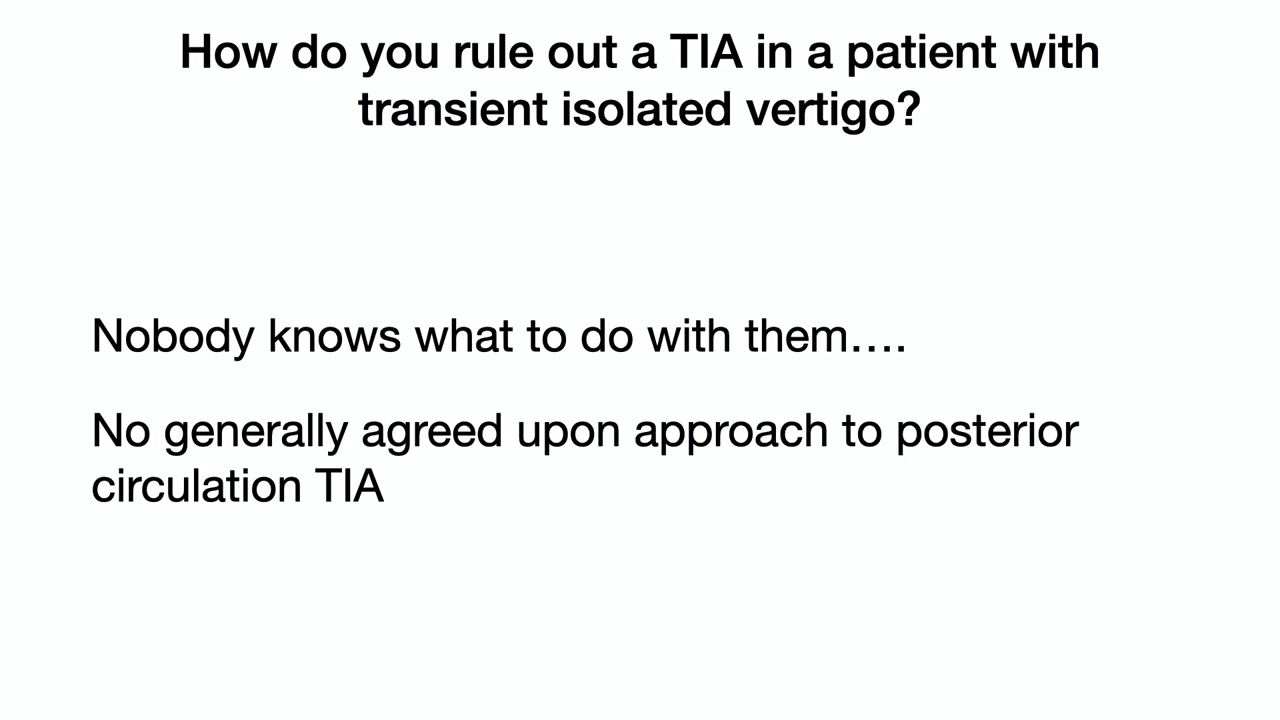 How do you rule out a TIA in a patient with
transient isolated vertigo?
Nobody knows what to do with them….
No generally agreed upon approach to posterior
circulation TIA